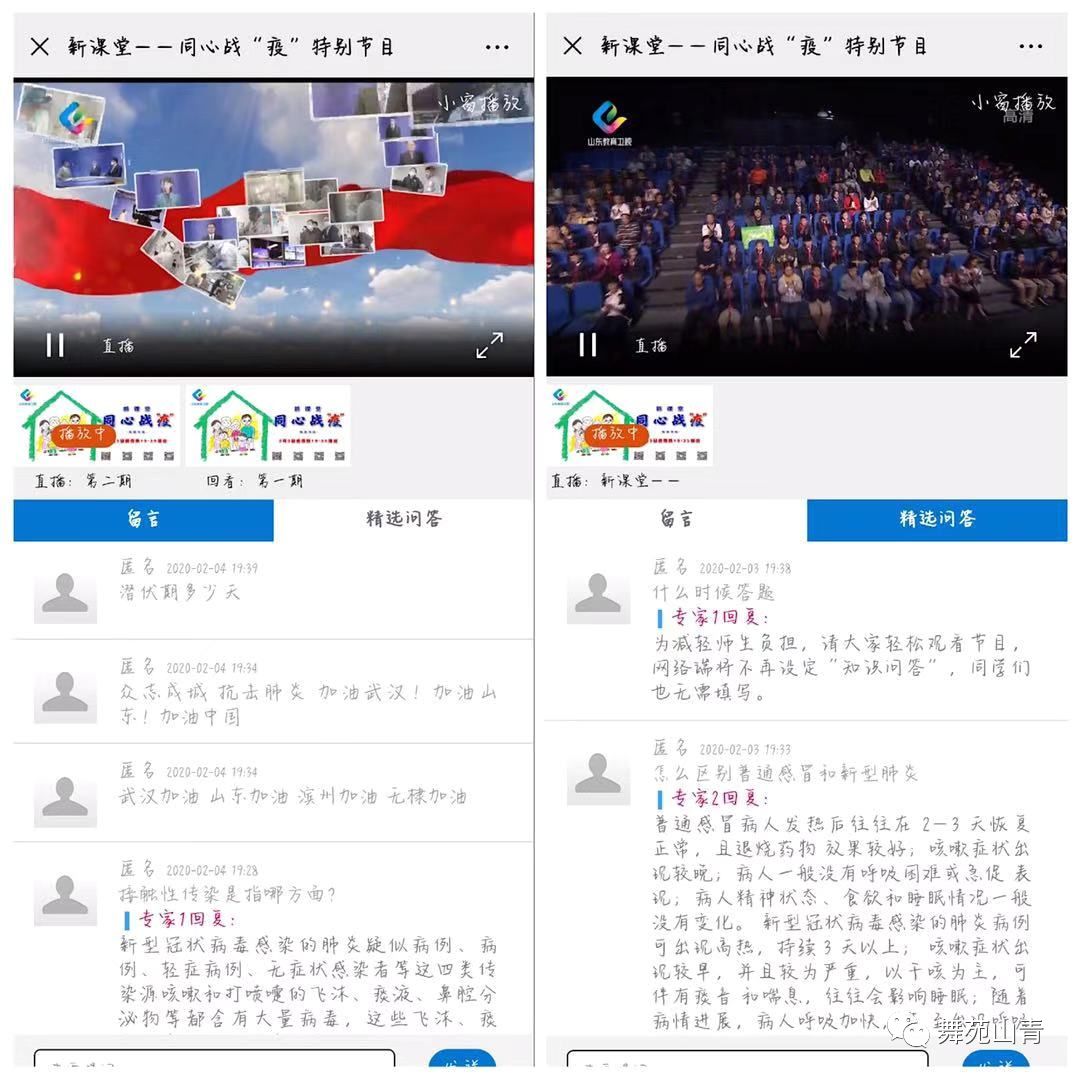 新课堂——同心战“疫”特别节目
小窗播放
直播
新课堂
同心战“疫”
播放中
新课堂
同心战“疫”
直播：第二期
回看：第一期
留言
精选问答
匿名 2020-02-04 19:39
潜伏期多少天
匿名 2020-02-04 19:34
众志成城 抗击肺炎 加油武汉！加油山
东！加油中国
匿名 2020-02-04 19:34
武汉加油 山东加油 滨州加油 无棣加油
匿名 2020-02-04 19:28
接触性传染是指哪方面？
专家1回复：
新型冠状病毒感染的肺炎疑似病例、病
例、轻症病例、无症状感染者等这四类传
染源咳嗽和打喷嚏的飞沫、痰液、鼻腔分
泌物等都含有大量病毒，这些飞沫、痰
发送
新课堂——同心战“疫”特别节目
小窗播放
高清
山东教育卫视
直播
新课堂
同心战“疫”
播放中
直播：新课堂——
留言
精选问答
匿名 2020-02-03 19:38
什么时候答题
专家1回复：
为减轻师生负担，请大家轻松观看节目，
网络端将不再设定“知识问答”，同学们
也无需填写。
匿名 2020-02-03 19:33
怎么区别普通感冒和新型肺炎
专家2回复：
普通感冒病人发热后往往在 2—3 天恢复
正常，且退烧药物 效果较好；咳嗽症状出
现较晚；病人一般没有呼吸困难或急促 表
现；病人精神状态、食欲和睡眠情况一般
没有变化。 新型冠状病毒感染的肺炎病例
可出现高热，持续 3 天以上； 咳嗽症状出
现较早，并且较为严重，以干咳为主，可
伴有痰音 和喘息，往往会影响睡眠；随着
病情进展，病人呼吸加快，
发送
舞苑山青